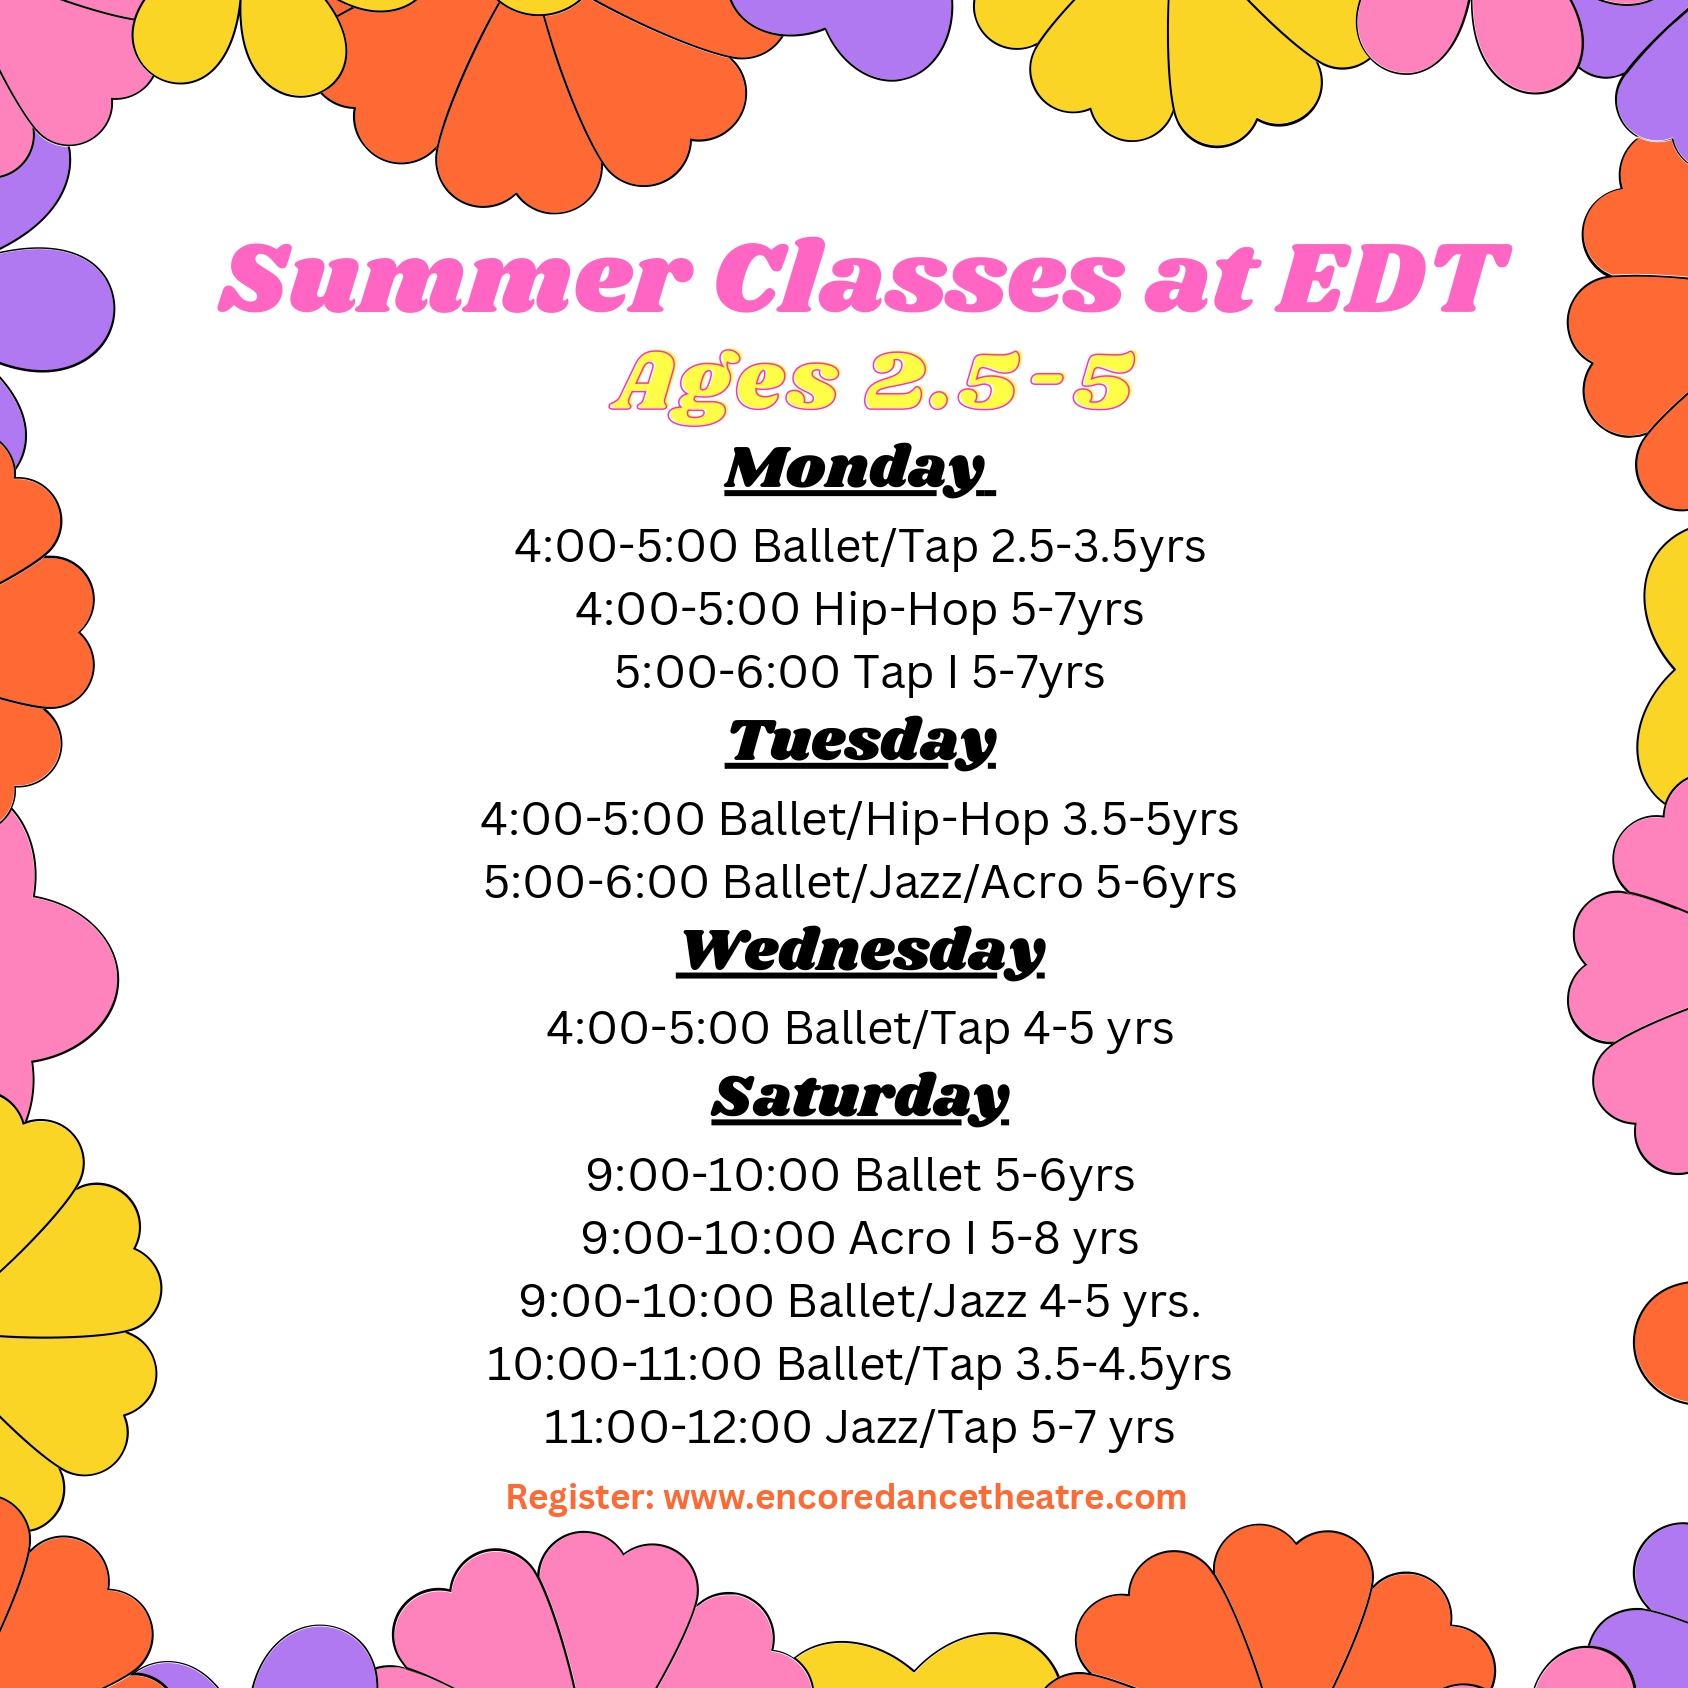 Summer Classes at EDT
Ages 2.5-5
Monday
4:00-5:00 Ballet/Tap 2.5-3.5yrs
4:00-5:00 Hip-Hop 5-7yrs
5:00-6:00 Tap I 5-7yrs
Tuesday
4:00-5:00 Ballet/Hip-Hop 3.5-5yrs
5:00-6:00 Ballet/Jazz/Acro 5-6yrs
Wednesday
4:00-5:00 Ballet/Tap 4-5 yrs
Saturday
9:00-10:00 Ballet 5-6yrs
9:00-10:00 Acro I 5-8 yrs
9:00-10:00 Ballet/Jazz 4-5 yrs.
10:00-11:00 Ballet/Tap 3.5-4.5yrs
11:00-12:00 Jazz/Tap 5-7 yrs
Register: www.encoredancetheatre.com